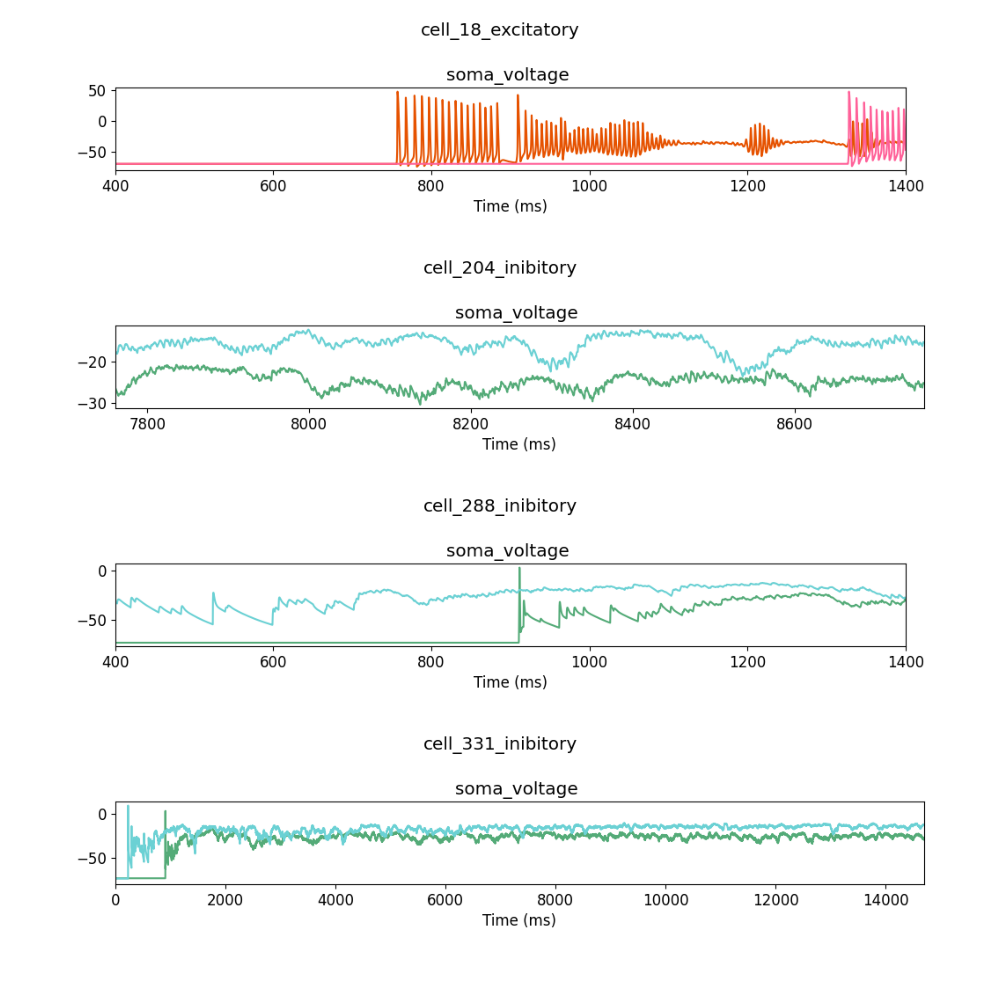 cell_18_excitatory
soma_voltage
50
0
−50
400 600 800 1000 1200 1400
Time (ms)
cell_204_inibitory
soma_voltage
−20
−30
7800 8000 8200 8400 8600
Time (ms)
cell_288_inibitory
soma_voltage
0
−50
400 600 800 1000 1200 1400
Time (ms)
cell_331_inibitory
soma_voltage
0
−50
0 2000 4000 6000 8000 10000 12000 14000
Time (ms)